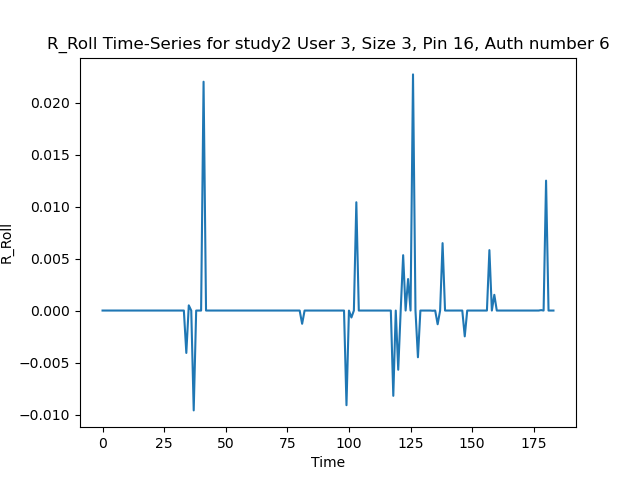 R_Roll Time-Series for study2 User 3, Size 3, Pin 16, Auth number 6
0.020
0.015
0.010
0.005
0.000
−0.005
−0.010
R_Roll
0 25 50 75 100 125 150 175
Time